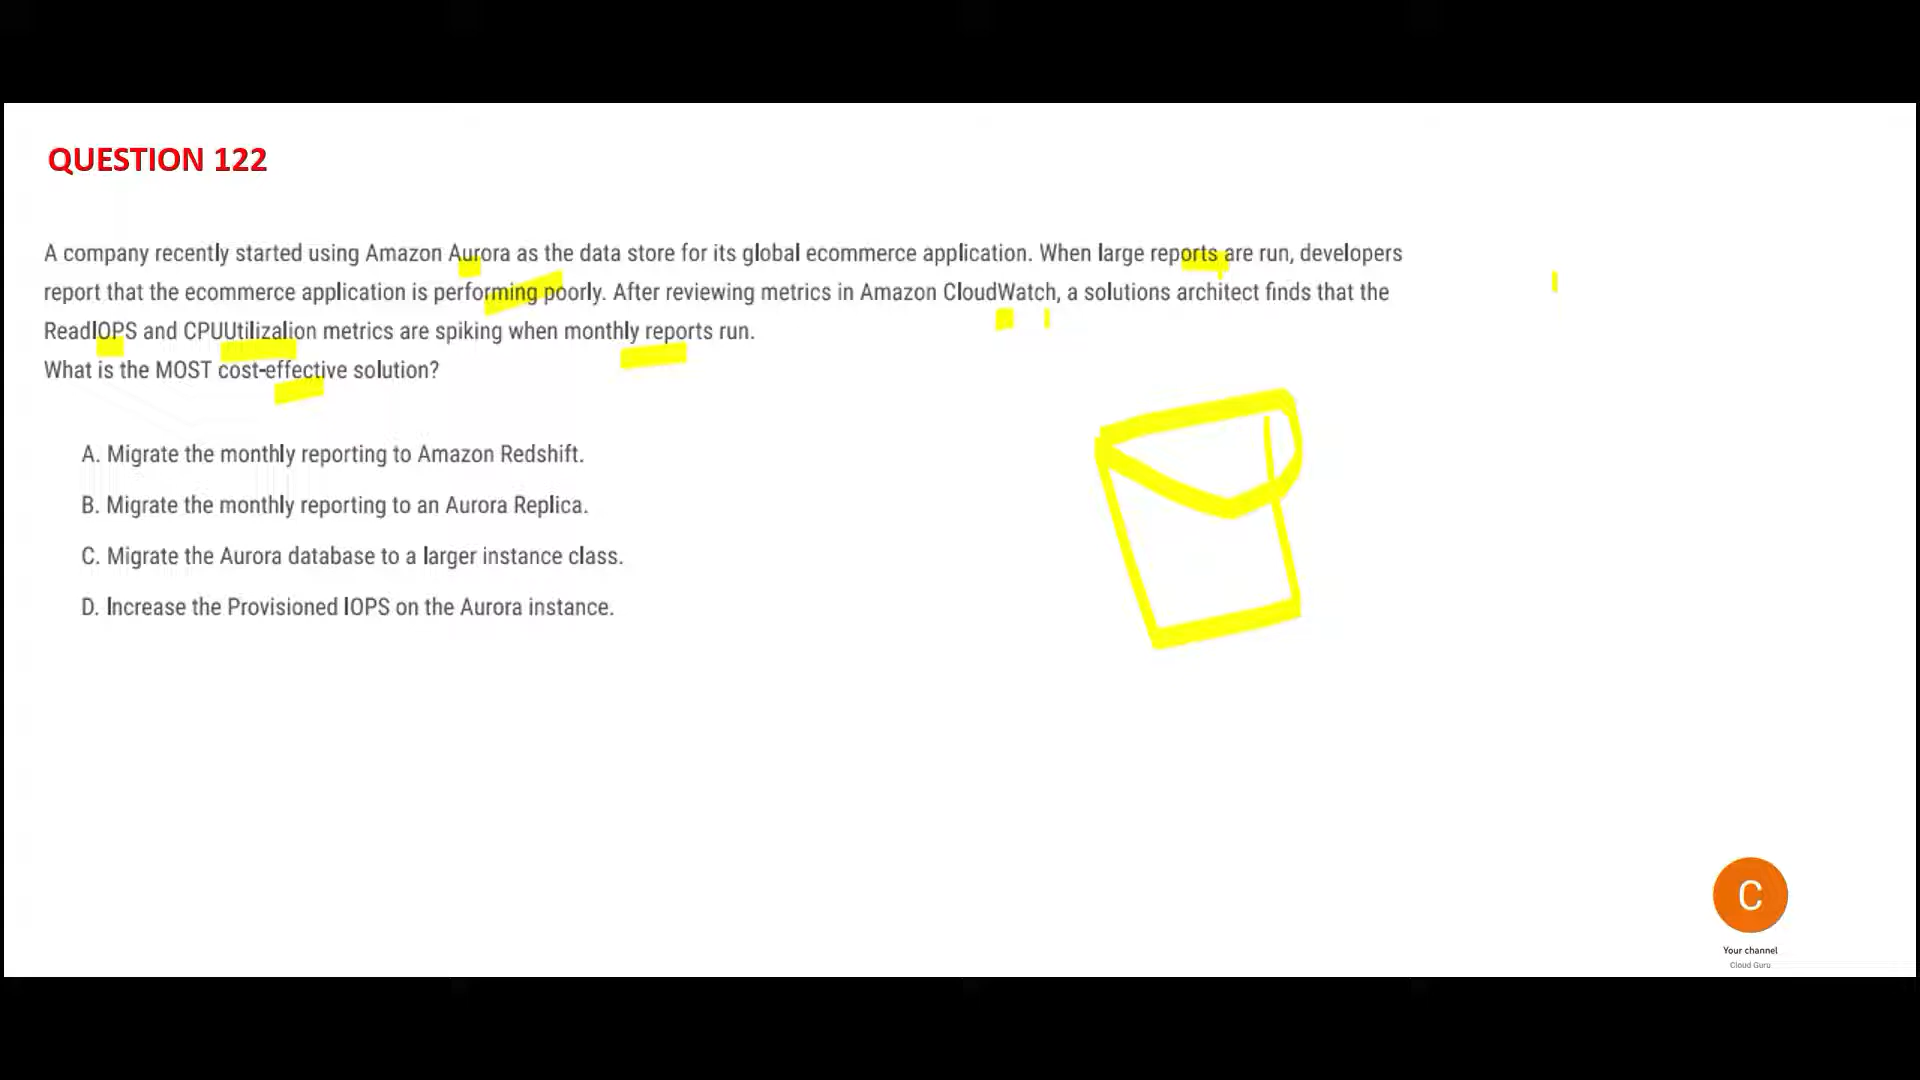 QUESTION 122
A company recently started using Amazon Aurora as the data store for its global ecommerce application. When large reports are run, developers
report that the ecommerce application is performing poorly. After reviewing metrics in Amazon CloudWatch, a solutions architect finds that the
ReadIOPS and CPUUtilizalion metrics are spiking when monthly reports run.
What is the MOST cost-effective solution?
A. Migrate the monthly reporting to Amazon Redshift.
B. Migrate the monthly reporting to an Aurora Replica.
C. Migrate the Aurora database to a larger instance class.
D. Increase the Provisioned IOPS on the Aurora instance.
C
Your channel
Cloud Guru